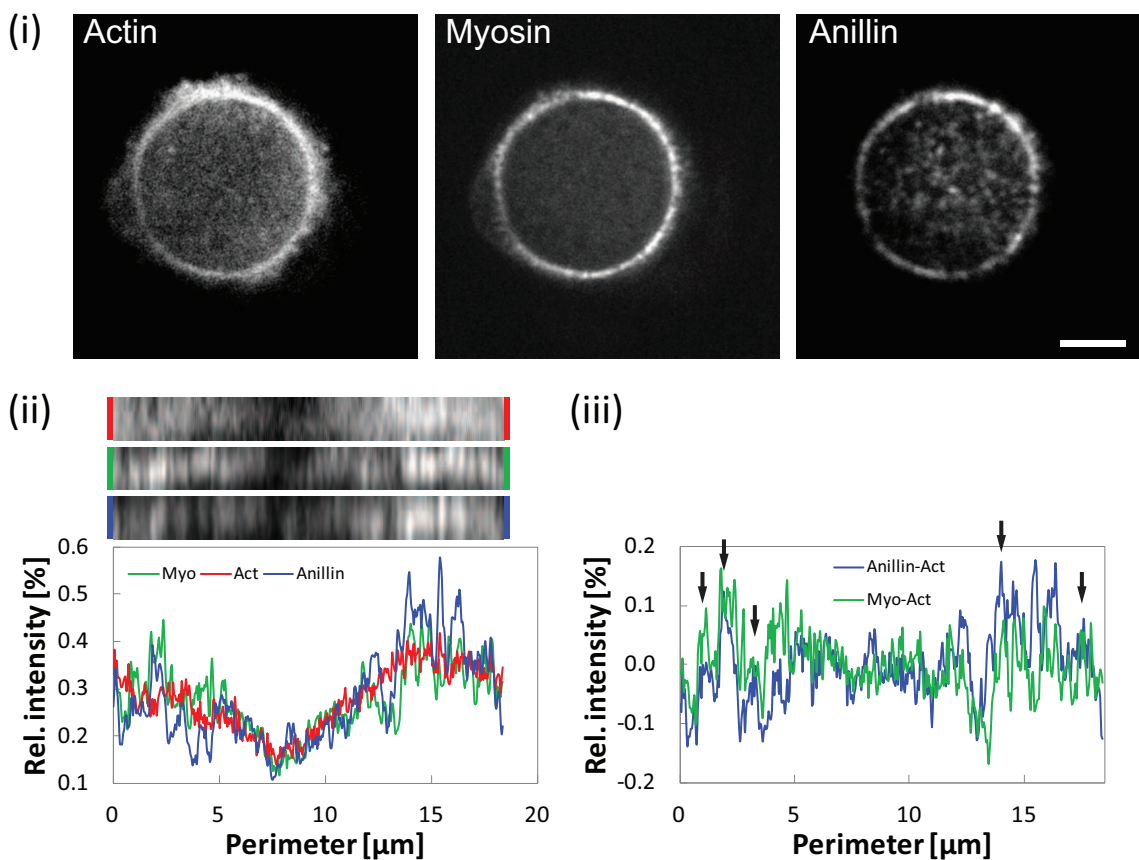 (i)
Actin
Myosin
Anillin
(ii)
(iii)
Rel. intensity [%]
0.6
0.5
0.4
0.3
0.2
0.1
Myo Act Anillin
0 5 10 15 20
Perimeter [µm]
Rel. intensity [%]
0.2
0.1
0.0
-0.1
-0.2
Anillin-Act
Myo-Act
0 5 10 15
Perimeter [µm]